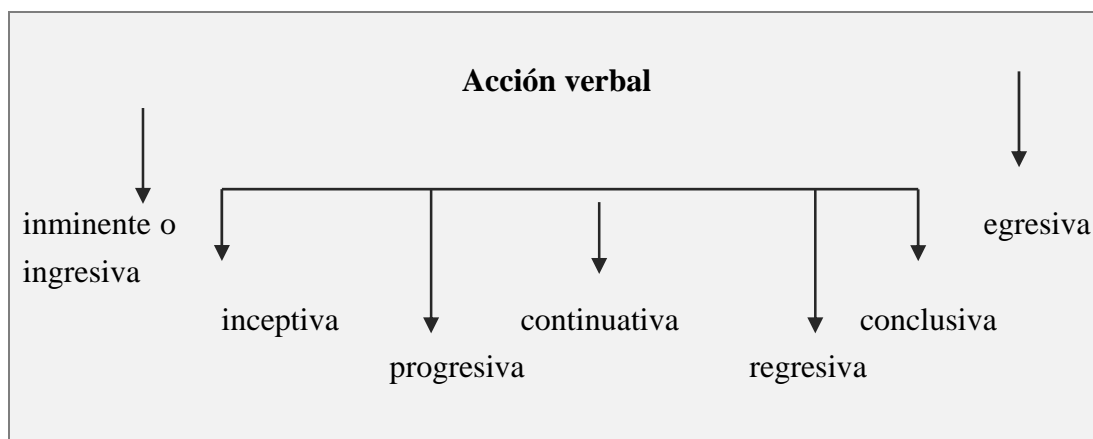 Acción verbal
inminente o
ingresiva
egresiva
inceptiva
continuativa
conclusiva
progresiva
regresiva